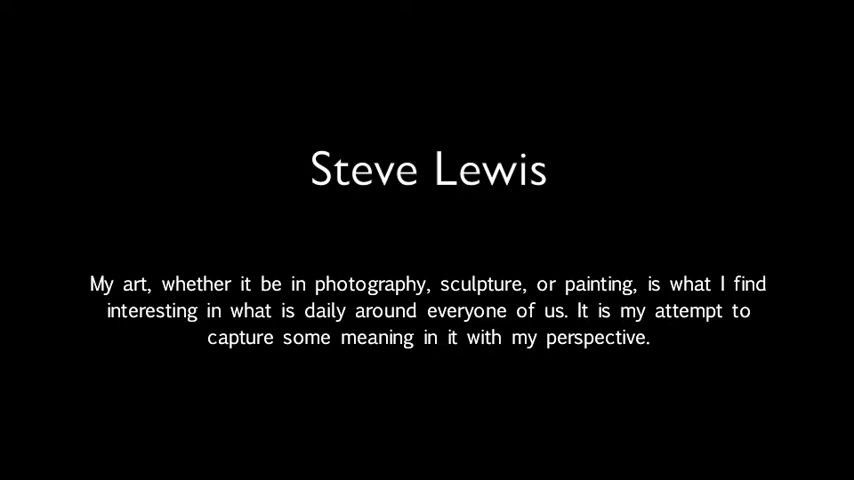 Steve Lewis
My art, whether it be in photography, sculpture, or painting, is what I find
interesting in what is daily around everyone of us. It is my attempt to
capture some meaning in it with my perspective.